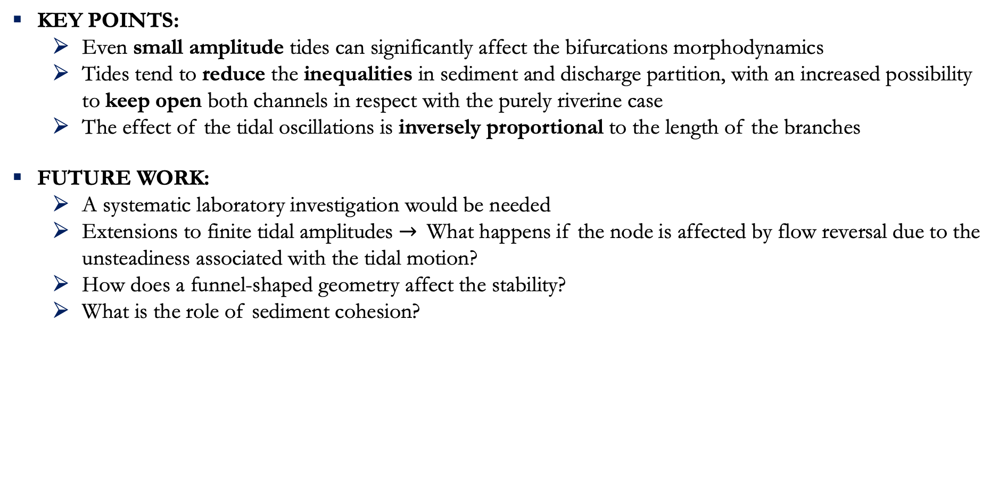 ▪ KEY POINTS:
➢ Even small amplitude tides can significantly affect the bifurcations morphodynamics
➢ Tides tend to reduce the inequalities in sediment and discharge partition, with an increased possibility
to keep open both channels in respect with the purely riverine case
➢ The effect of the tidal oscillations is inversely proportional to the length of the branches
▪ FUTURE WORK:
➢ A systematic laboratory investigation would be needed
➢ Extensions to finite tidal amplitudes → What happens if the node is affected by flow reversal due to the
unsteadiness associated with the tidal motion?
➢ How does a funnel-shaped geometry affect the stability?
➢ What is the role of sediment cohesion?